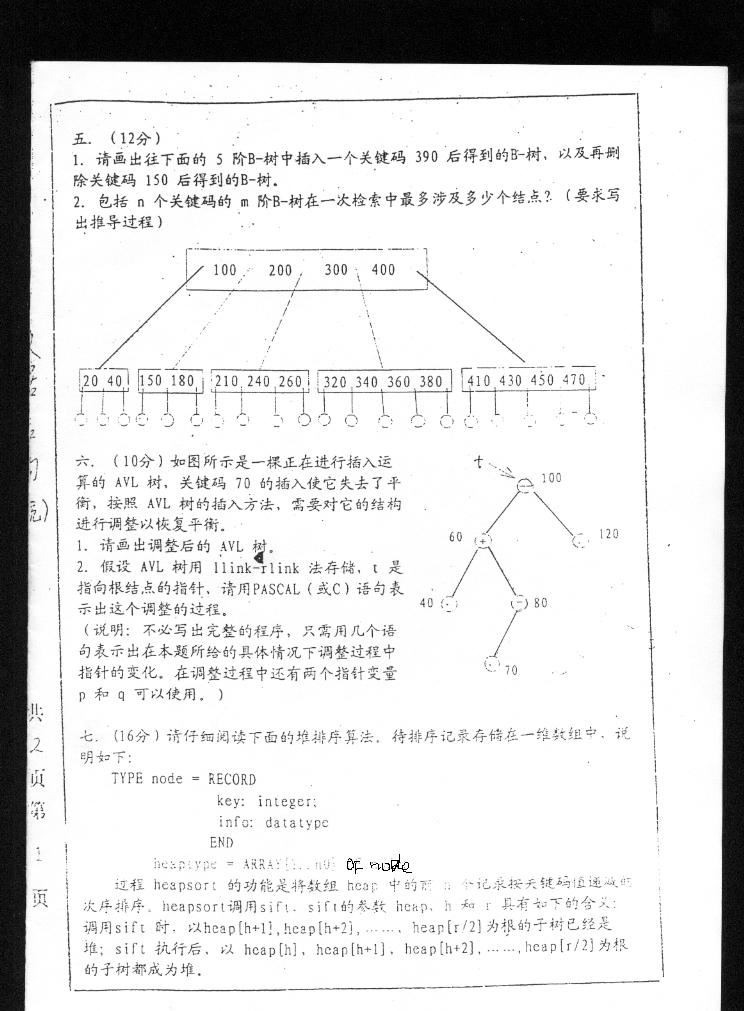 五. （12分）
1. 请画出往下面的 5 阶B-树中插入一个关键码 390 后得到的B-树, 以及再删
除关键码 150 后得到的B-树。
2. 包括 n 个关键码的 m 阶B-树在一次检索中最多涉及多少个结点?（要求写
出推导过程）
100 200 300 400
20 40 150 180 210 240 260 320 340 360 380 410 430 450 470
六. （10分）如图所示是一棵正在进行插入运
算的 AVL 树, 关键码 70 的插入使它失去了平
衡, 按照 AVL 树的插入方法, 需要对它的结构
进行调整以恢复平衡。
1. 请画出调整后的 AVL 树。
2. 假设 AVL 树用 llink-rlink 法存储, t 是
指向根结点的指针, 请用PASCAL（或C）语句表
示出这个调整的过程。
（说明: 不必写出完整的程序, 只需用几个语
句表示出在本题所给的具体情况下调整过程中
指针的变化。在调整过程中还有两个指针变量
p 和 q 可以使用。）
t
100
60 + 120
40 80
70
七. （16分）请仔细阅读下面的堆排序算法, 待排序记录存储在一维数组中, 说
明如下:
TYPE node = RECORD
key: integer;
info: datatype
END
heaptype = ARRAY[1..n0] OF node
过程 heapsort 的功能是将数组 heap 中的前 n 个记录按关键码值递减的
次序排序。heapsort调用sift. sift的参数 heap, h 和 r 具有如下的含义:
调用sift 时, 以heap[h+1],heap[h+2], ……, heap[r/2]为根的子树已经是
堆; sift 执行后, 以 heap[h], heap[h+1], heap[h+2], ……,heap[r/2]为根
的子树都成为堆。
共
2
页
第
1
页